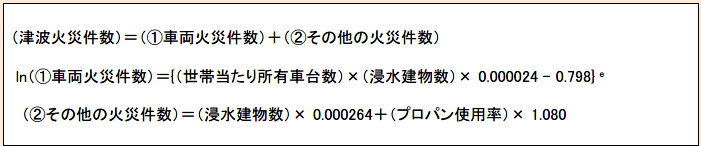 (津波火災件数)=(①車両火災件数)+(②その他の火災件数)
ln(①車両火災件数)={(世帯当たり所有車台数)×(浸水建物数)× 0.000024 - 0.798} e
(②その他の火災件数)=(浸水建物数)× 0.000264+(プロパン使用率)× 1.080